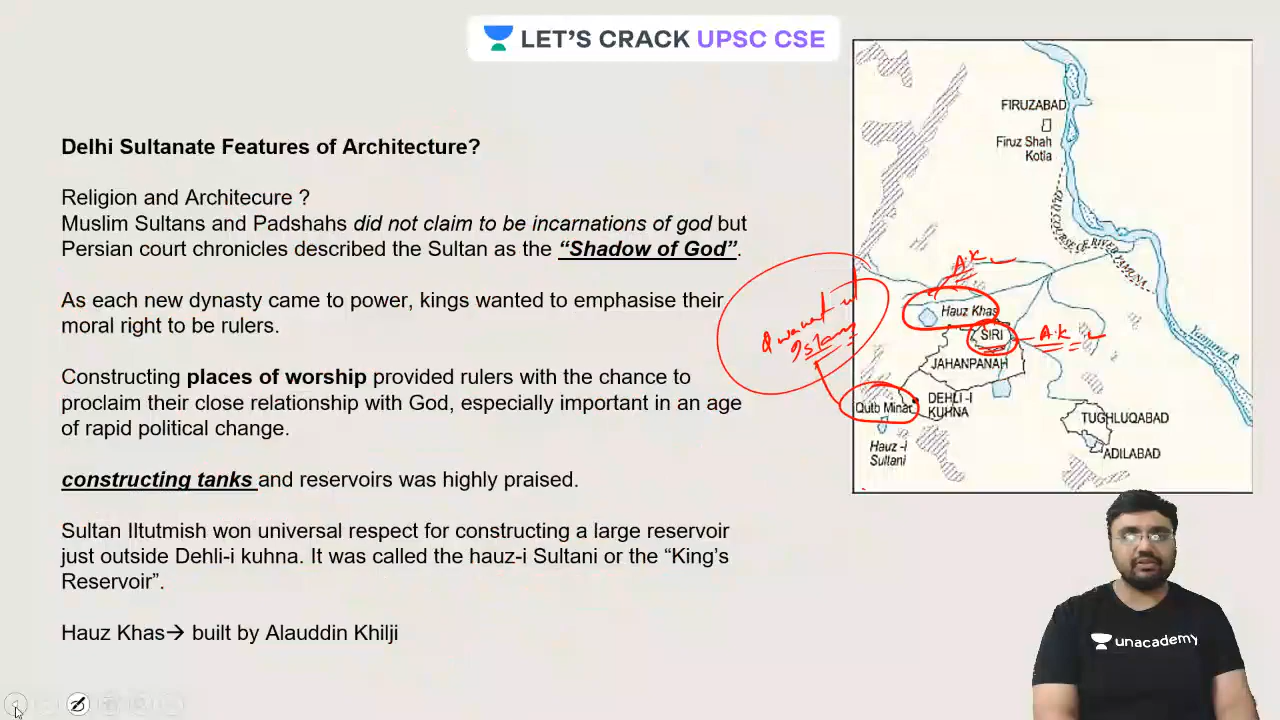 LET'S CRACK UPSC CSE
Delhi Sultanate Features of Architecture?
Religion and Architecure ?
Muslim Sultans and Padshahs did not claim to be incarnations of god but
Persian court chronicles described the Sultan as the “Shadow of God”.
As each new dynasty came to power, kings wanted to emphasise their
moral right to be rulers.
Constructing places of worship provided rulers with the chance to
proclaim their close relationship with God, especially important in an age
of rapid political change.
constructing tanks and reservoirs was highly praised.
Sultan Iltutmish won universal respect for constructing a large reservoir
just outside Dehli-i kuhna. It was called the hauz-i Sultani or the “King’s
Reservoir”.
Hauz Khas→ built by Alauddin Khilji
FIRUZABAD
Firuz Shah
Kotla
OLD COURSE OF RIVER YAMUNA
Yamuna R.
A.K
Hauz Khas
SIRI
A.K
JAHANPANAH
Qutb Minar
DEHLI-I
KUHNA
Hauz -i
Sultani
TUGHLUQABAD
ADILABAD
unacademy